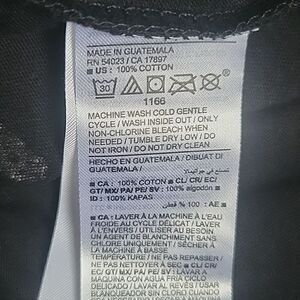 MADE IN GUATEMALA
RN 54023 / CA 17897
■ US : 100% COTTON
30
1166
MACHINE WASH COLD GENTLE
CYCLE / WASH INSIDE OUT / ONLY
NON-CHLORINE BLEACH WHEN
NEEDED / TUMBLE DRY LOW / DO
NOT IRON / DO NOT DRY CLEAN
HECHO EN GUATEMALA / DIBUAT DI
GUATEMALA /
■ CA : 100% COTON ■ CL/ CR/ EC/
GT/ MX/ PA/ PE/ SV : 100% algodón ■
ID : 100% KAPAS
■ CA : LAVER À LA MACHINE À L'EAU
FROIDE AU CYCLE DÉLICAT / LAVER
À L'ENVERS / UTILISER AU BESOIN
UN AGENT DE BLANCHIMENT SANS
CHLORE UNIQUEMENT / SÉCHER À
LA MACHINE À BASSE
TEMPÉRATURE / NE PAS REPASSER /
NE PAS NETTOYER À SEC ■ CL/ CR/ EC/
GT/ MX/ PA/ PE/ SV : LAVAR A
MAQUINA CON AGUA FRIA CICLO
DELICADO / LAVAR AL REVES /